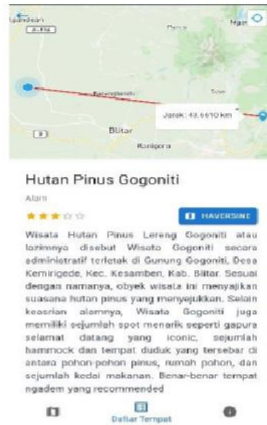 Jarak: 43,6610 km
Blitar
Kanigoro
Hutan Pinus Gogoniti
Alam
HAVERSINE
Wisata Hutan Pinus Lereng Gogoniti atau
lazimnya disebut Wisata Gogoniti secara
administratif terletak di Gunung Gogoniti, Desa
Kemirigede, Kec. Kesamben, Kab. Blitar. Sesuai
dengan namanya, obyek wisata ini menyajikan
suasana hutan pinus yang menyejukkan. Selain
keasrian alamnya, Wisata Gogoniti juga
memiliki sejumlah spot menarik seperti gapura
selamat datang yang iconic, sejumlah
hammock dan tempat duduk yang tersebar di
antara pohon-pohon pinus, rumah pohon, dan
sejumlah kedai makanan. Benar-benar tempat
ngadem yang recommended
Daftar Tempat